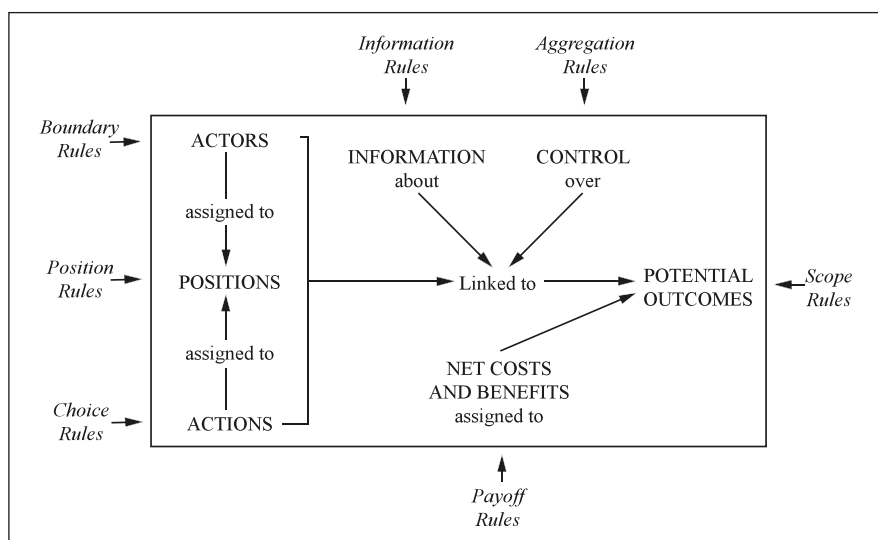 Information
Rules
Aggregation
Rules
Boundary
Rules
ACTORS
INFORMATION
about
CONTROL
over
assigned to
Position
Rules
POSITIONS
Linked to
POTENTIAL
OUTCOMES
Scope
Rules
assigned to
NET COSTS
AND BENEFITS
assigned to
Choice
Rules
ACTIONS
Payoff
Rules